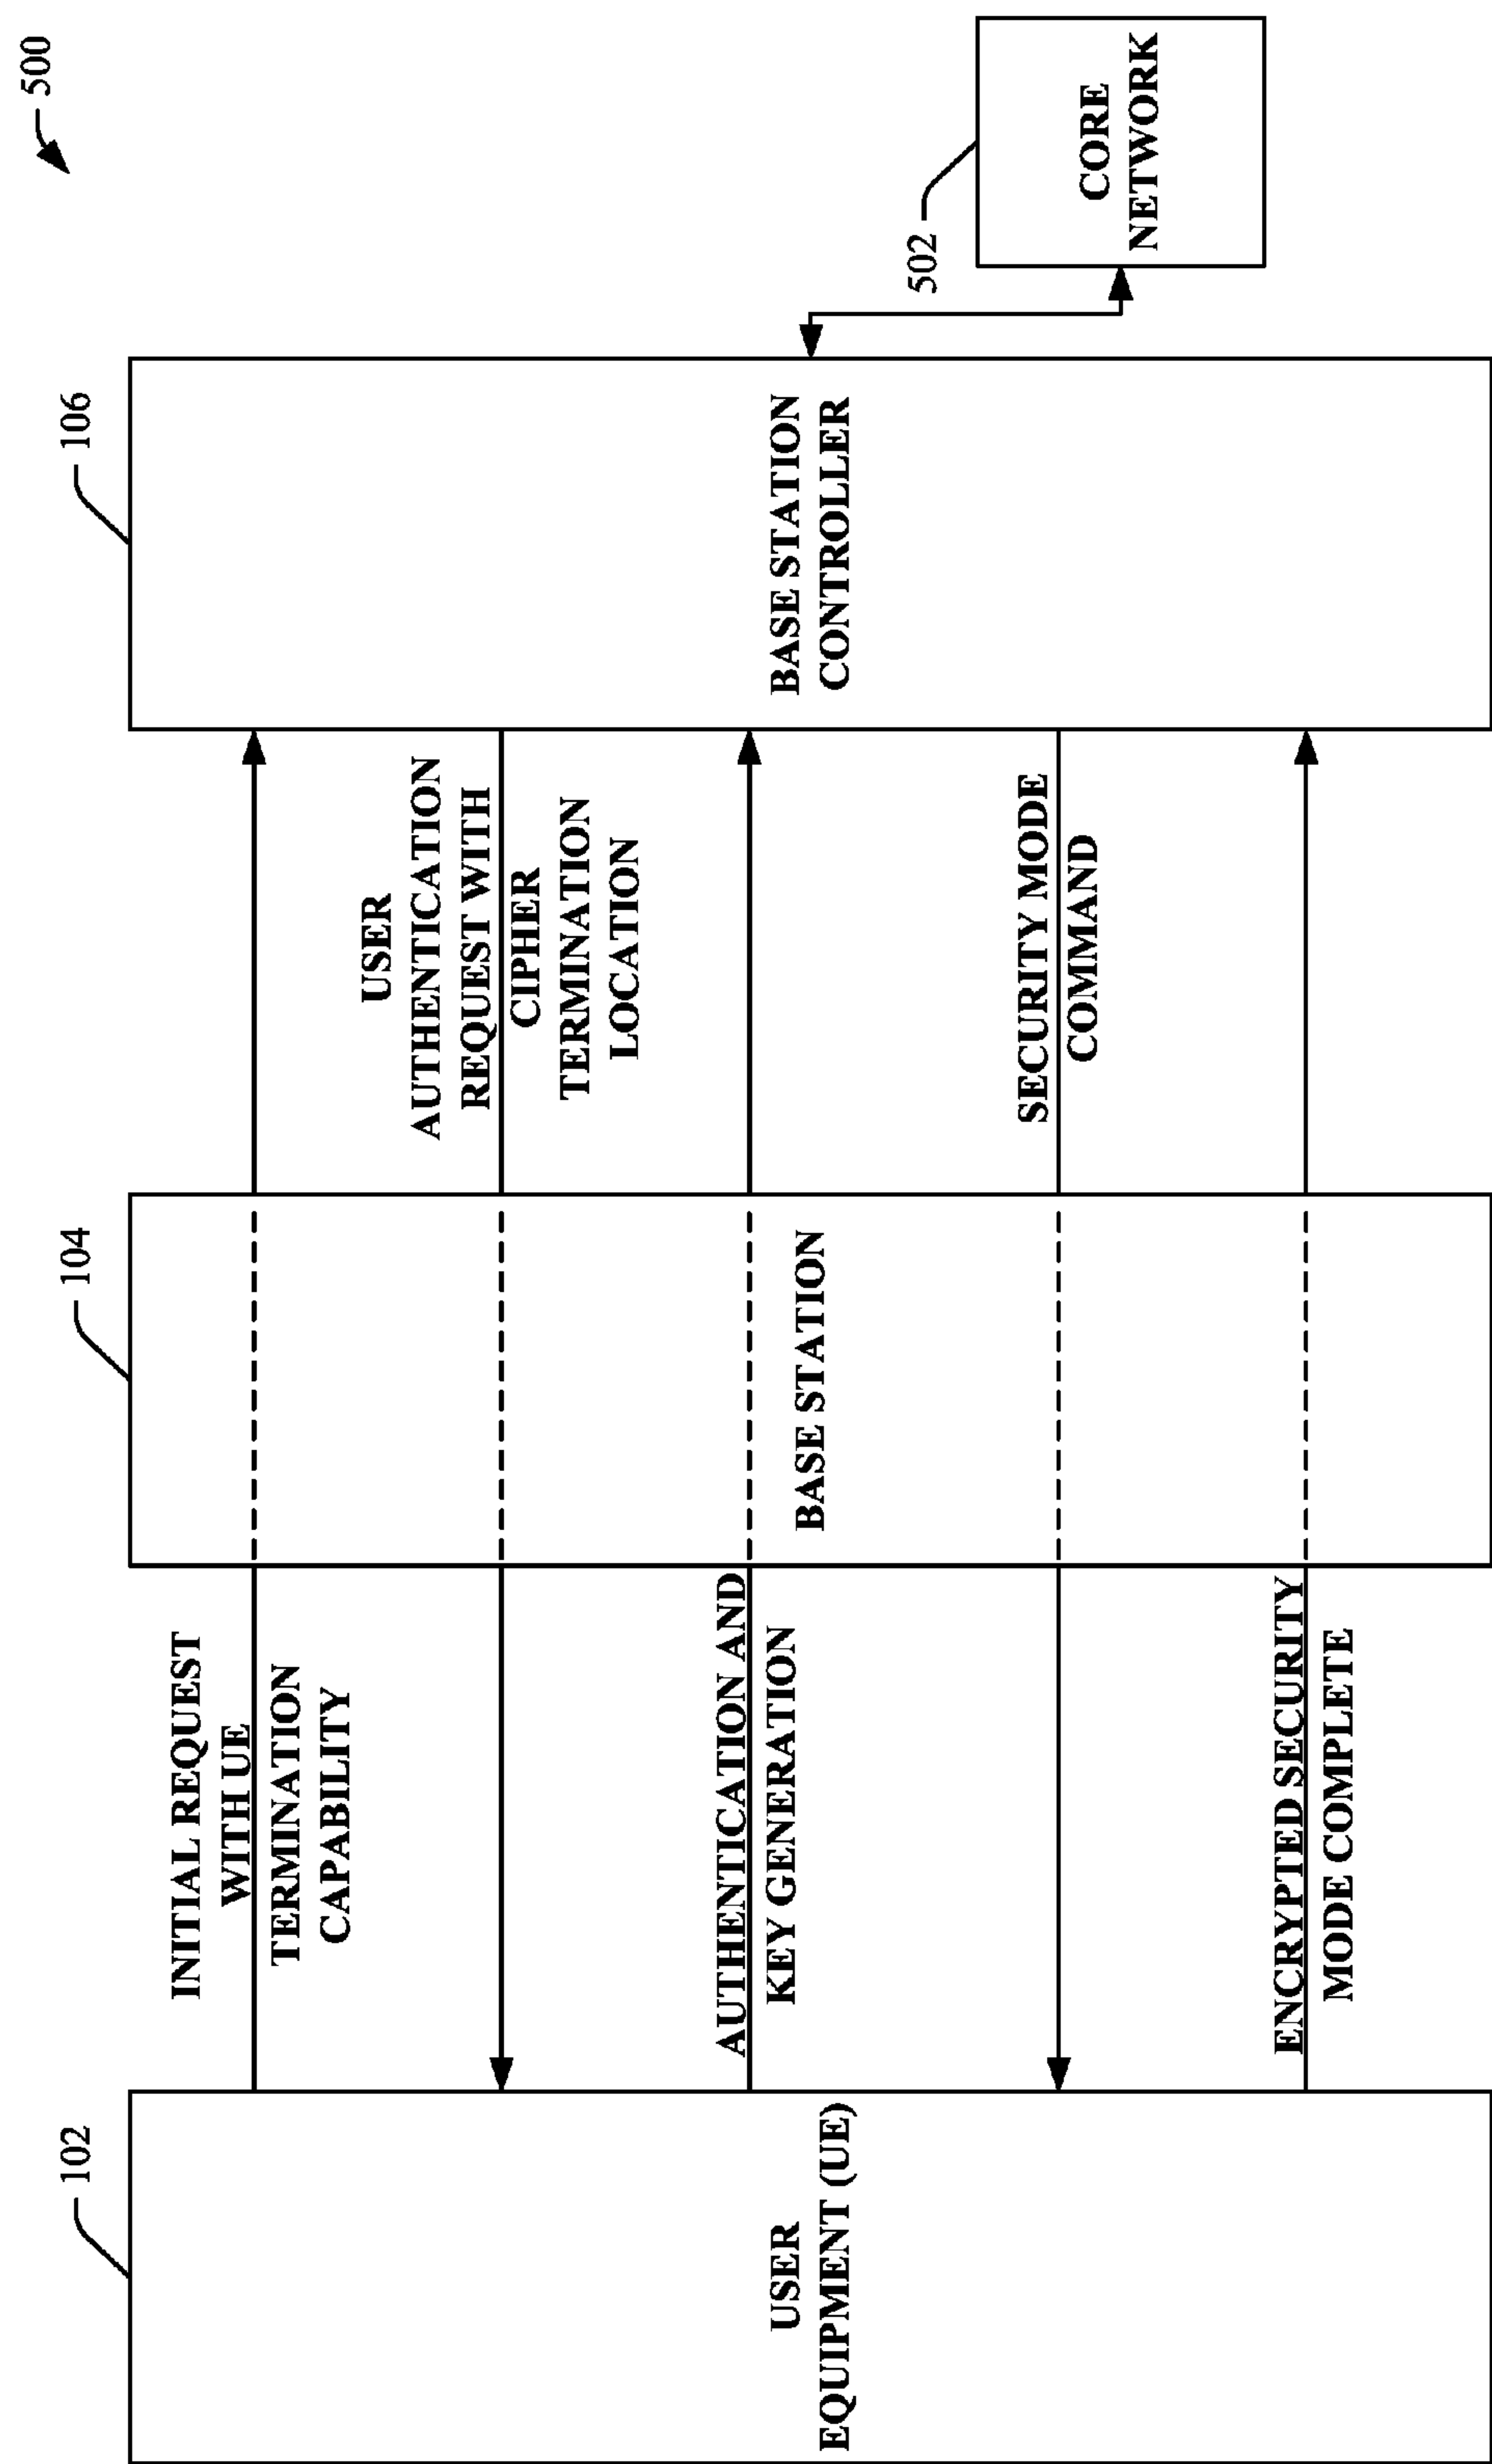 500
102
104
106
INITIAL REQUEST
WITH UE
TERMINATION
CAPABILITY
USER
AUTHENTICATION
REQUEST WITH
CIPHER
TERMINATION
LOCATION
AUTHENTICATION AND
KEY GENERATION
USER
EQUIPMENT (UE)
BASE STATION
BASE STATION
CONTROLLER
502
CORE
NETWORK
SECURITY MODE
COMMAND
ENCRYPTED SECURITY
MODE COMPLETE